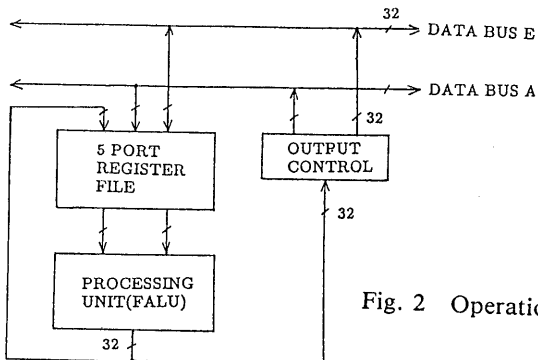 32
DATA BUS E
DATA BUS A
32
5 PORT
REGISTER
FILE
OUTPUT
CONTROL
32
PROCESSING
UNIT(FALU)
32
Fig. 2 Operatio